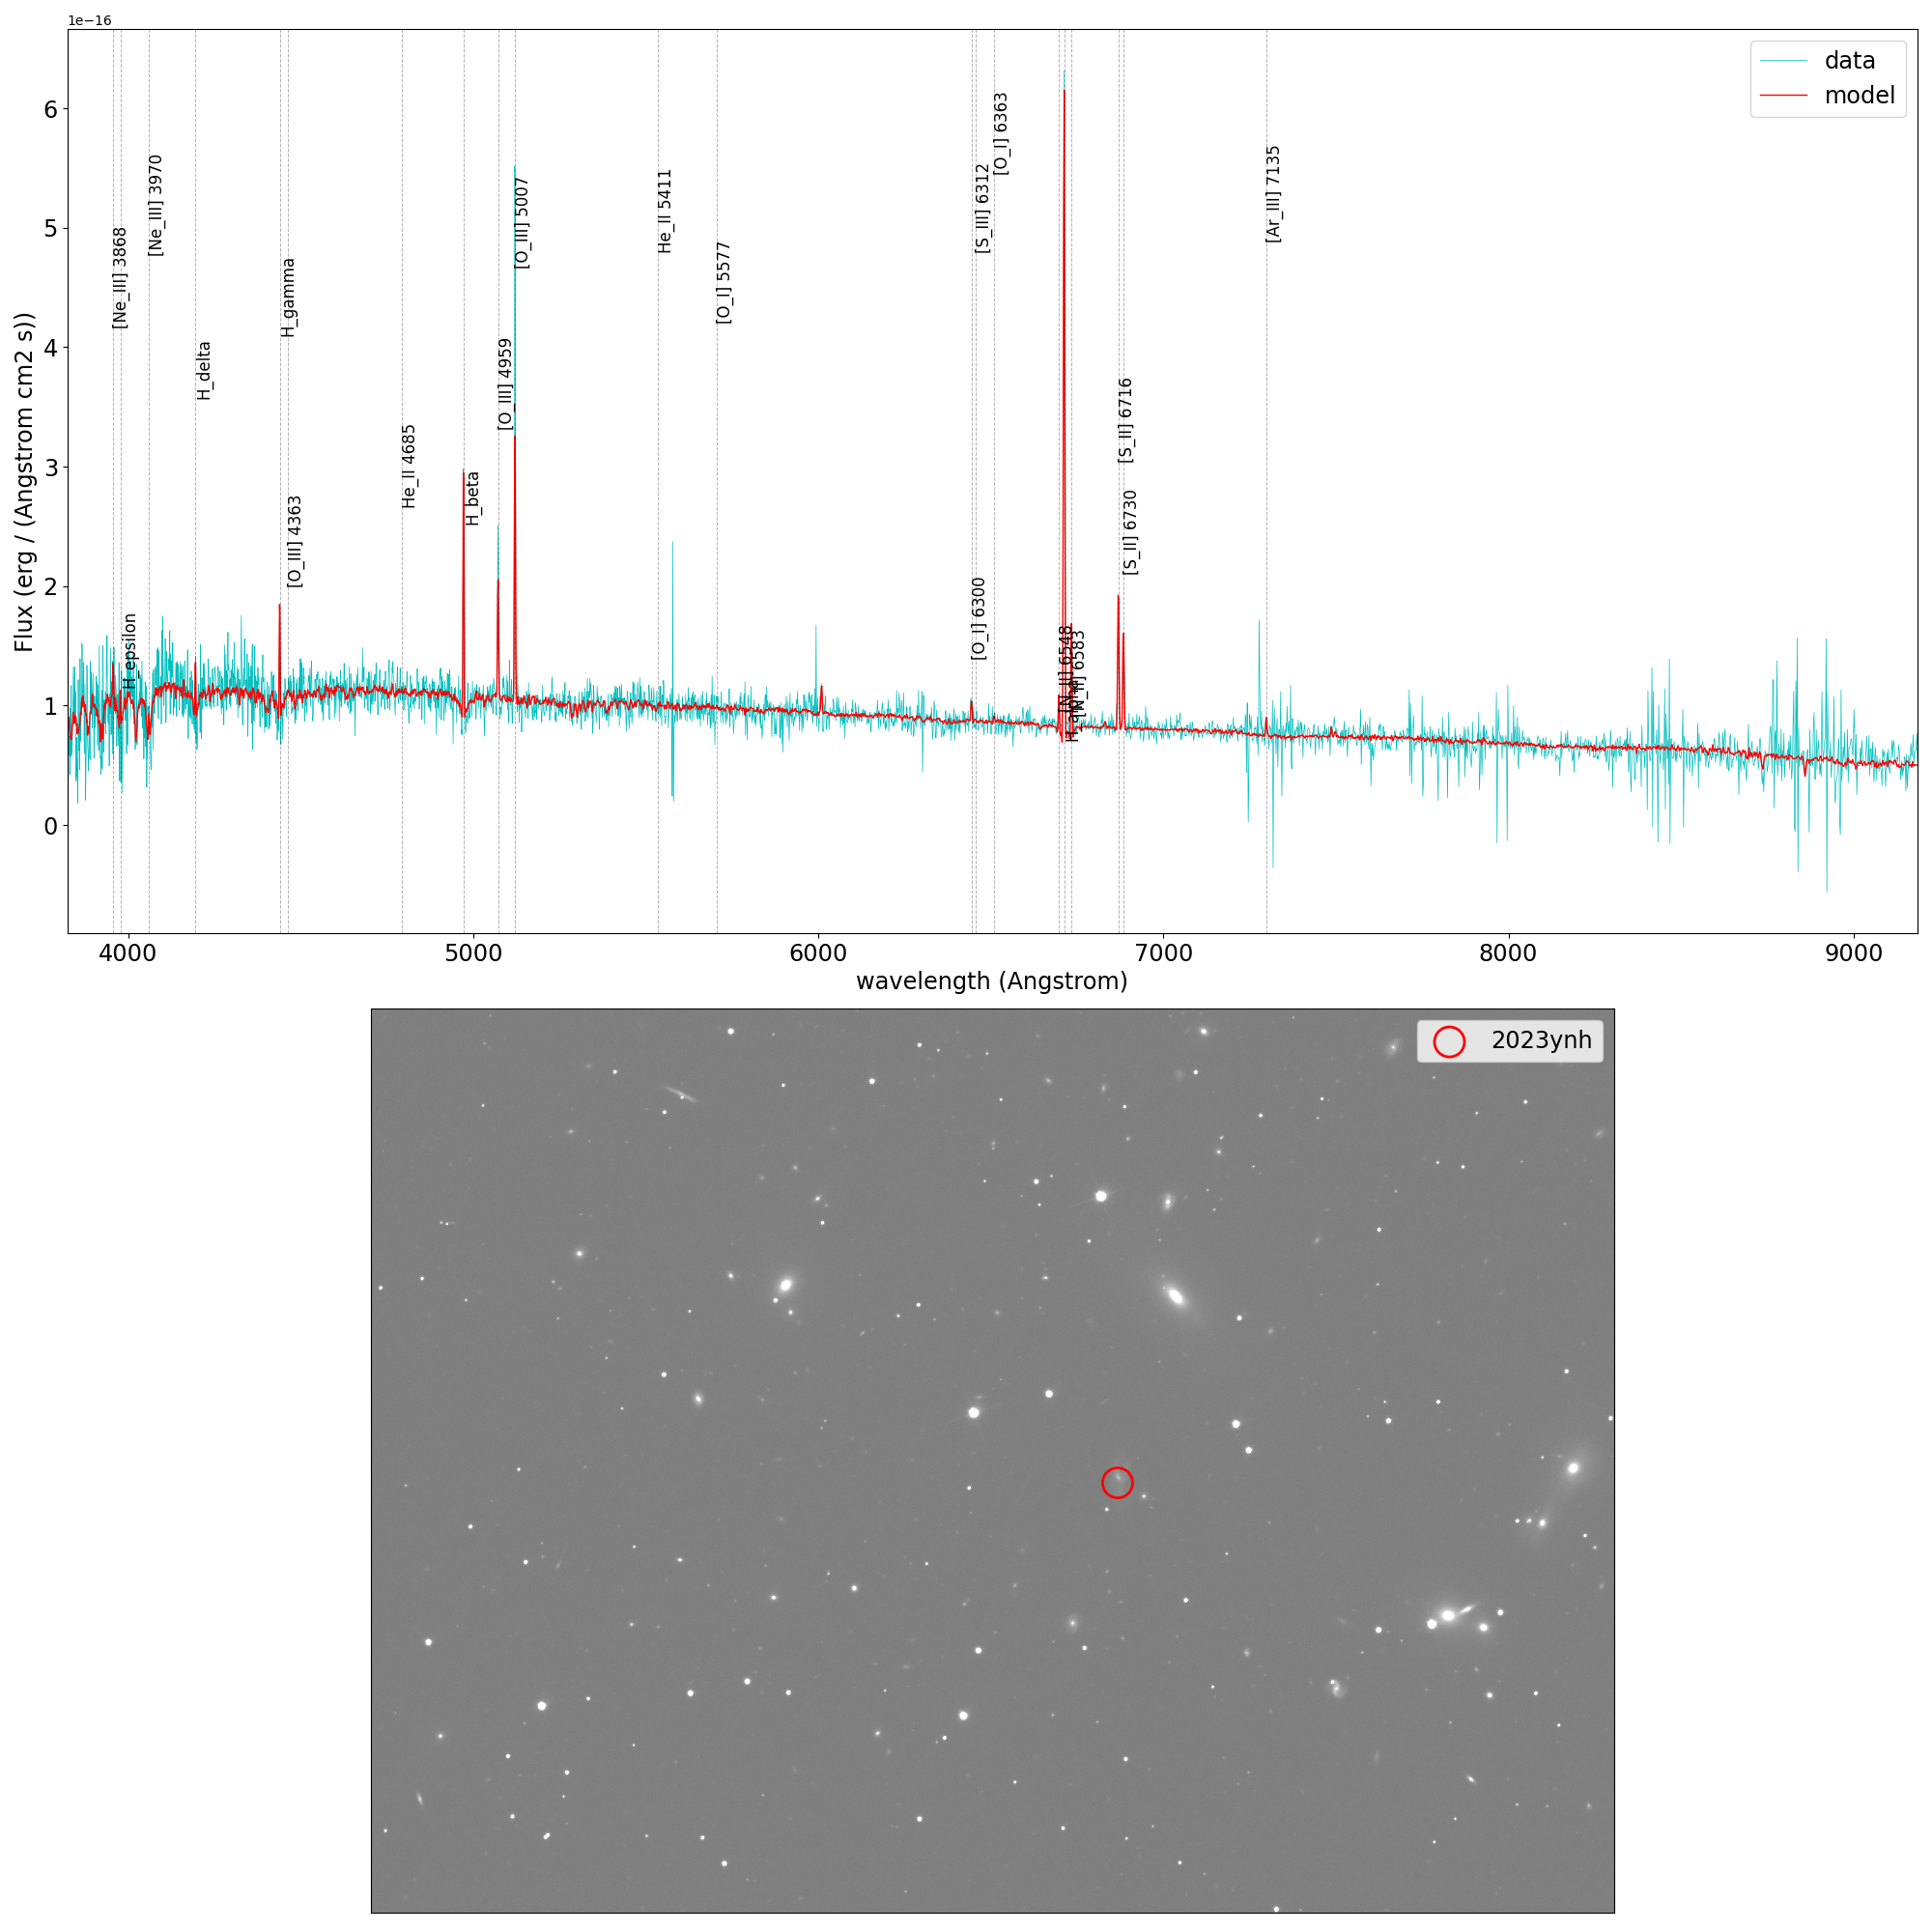 1e−16
data
model
[O_I] 6363
[Ne_III] 3970
[Ar_III] 7135
[S_III] 6312
He_II 5411
[O_III] 5007
[Ne_III] 3868
[O_I] 5577
H_gamma
[O_III] 4959
H_delta
[S_II] 6716
He_II 4685
H_beta
[S_II] 6730
[O_III] 4363
[O_I] 6300
H_epsilon
[N_II] 6548
H_alpha
[N_II] 6583
6
5
4
3
2
1
0
Flux (erg / (Angstrom cm2 s))
4000 5000 6000 7000 8000 9000
wavelength (Angstrom)
2023ynh